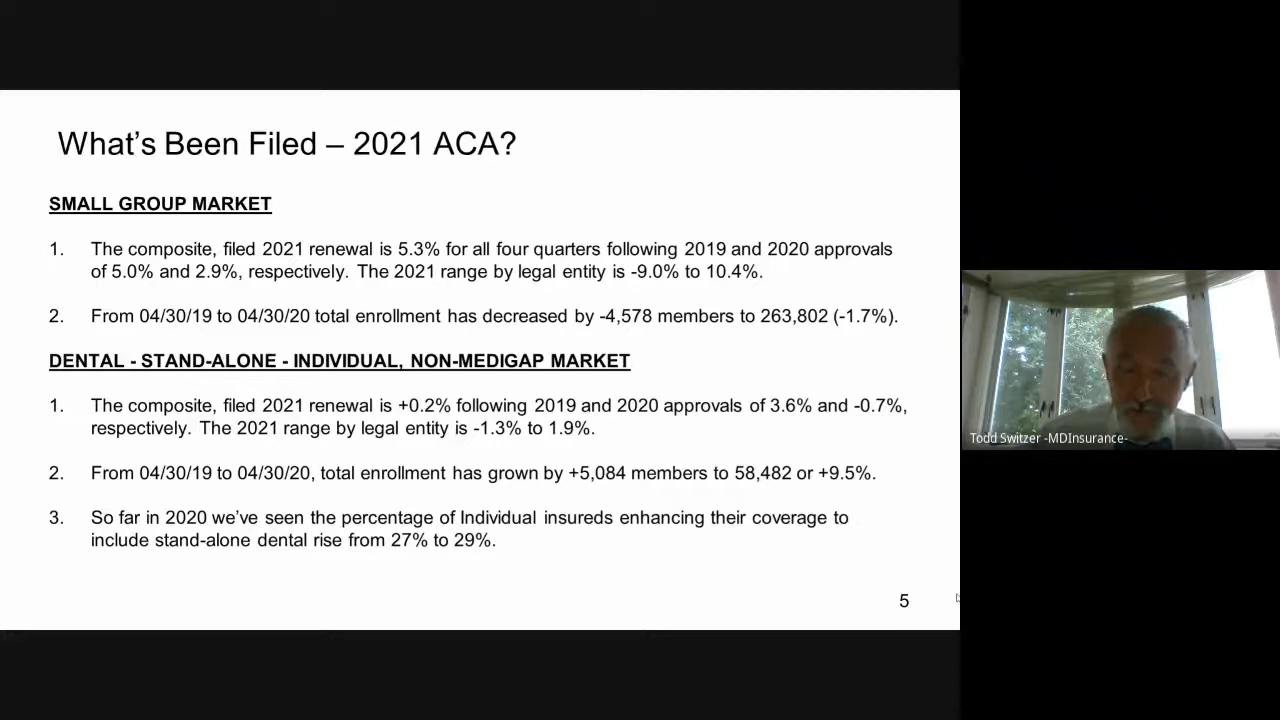 What's Been Filed – 2021 ACA?
SMALL GROUP MARKET
1. The composite, filed 2021 renewal is 5.3% for all four quarters following 2019 and 2020 approvals
of 5.0% and 2.9%, respectively. The 2021 range by legal entity is -9.0% to 10.4%.
2. From 04/30/19 to 04/30/20 total enrollment has decreased by -4,578 members to 263,802 (-1.7%).
DENTAL - STAND-ALONE - INDIVIDUAL, NON-MEDIGAP MARKET
1. The composite, filed 2021 renewal is +0.2% following 2019 and 2020 approvals of 3.6% and -0.7%,
respectively. The 2021 range by legal entity is -1.3% to 1.9%.
2. From 04/30/19 to 04/30/20, total enrollment has grown by +5,084 members to 58,482 or +9.5%.
3. So far in 2020 we've seen the percentage of Individual insureds enhancing their coverage to
include stand-alone dental rise from 27% to 29%.
5
Todd Switzer -MDInsurance-